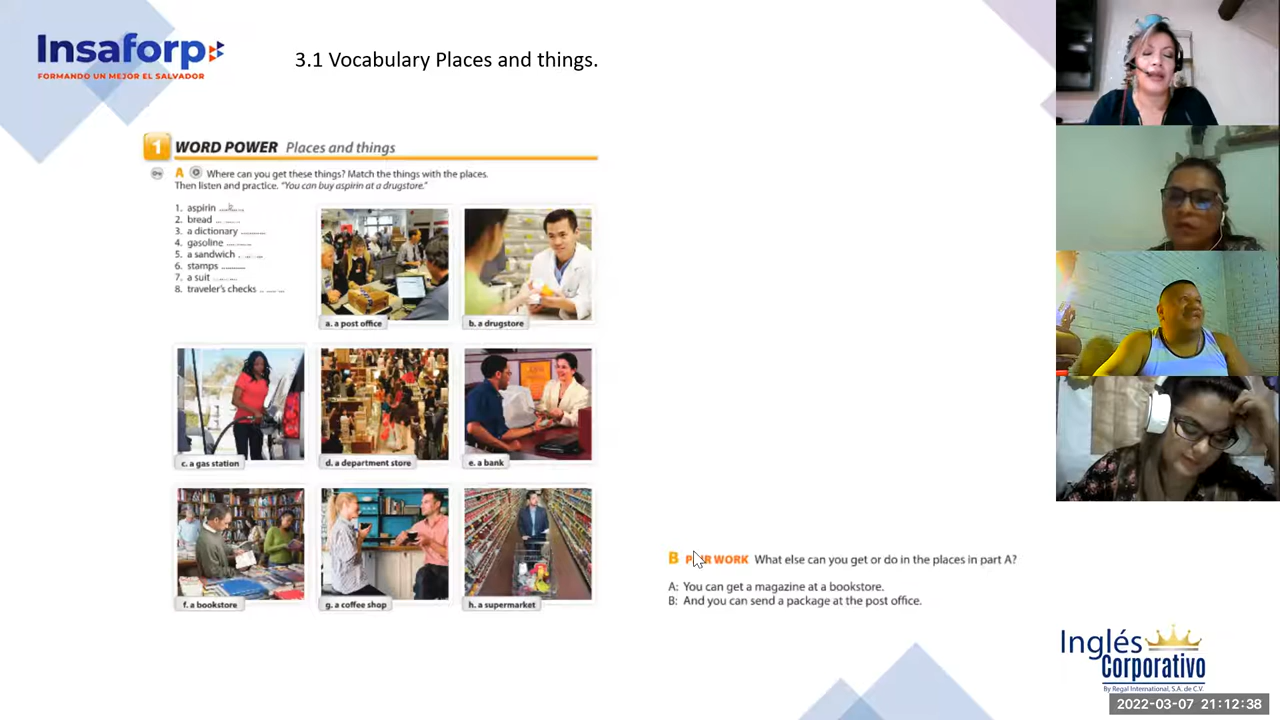 Insaforp
FORMANDO UN MEJOR EL SALVADOR
3.1 Vocabulary Places and things.
1 WORD POWER Places and things
A Where can you get these things? Match the things with the places.
Then listen and practice. "You can buy aspirin at a drugstore."
1. aspirin ..........
2. bread ..........
3. a dictionary ..........
4. gasoline ..........
5. a sandwich ..........
6. stamps ..........
7. a suit ..........
8. traveler's checks ..........
a. a post office
b. a drugstore
c. a gas station
d. a department store
e. a bank
f. a bookstore
g. a coffee shop
h. a supermarket
B WORK What else can you get or do in the places in part A?
A: You can get a magazine at a bookstore.
B: And you can send a package at the post office.
Inglés
Corporativo
By Regal International, S.A. de C.V.
2022-03-07 21:12:38